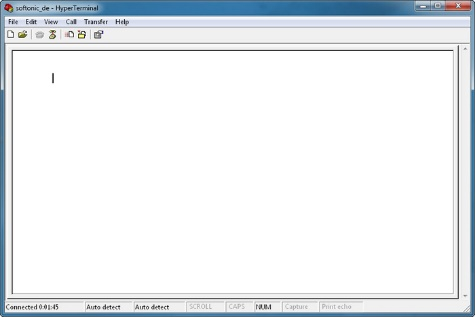 softonic_de - HyperTerminal
File Edit View Call Transfer Help
Connected 0:01:45 Auto detect Auto detect SCROLL CAPS NUM Capture Print echo